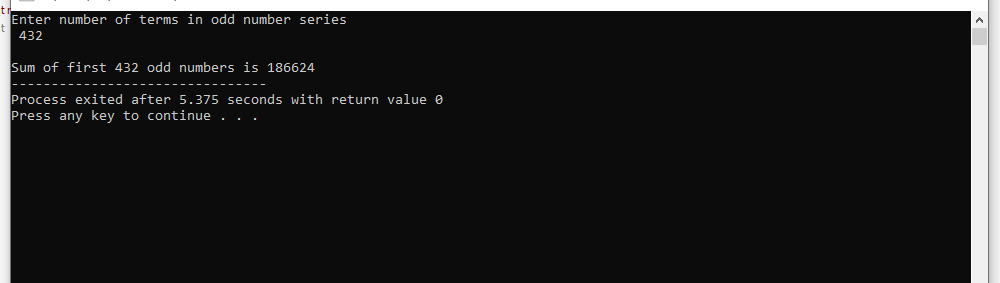 Enter number of terms in odd number series
432
Sum of first 432 odd numbers is 186624
--------------------------------
Process exited after 5.375 seconds with return value 0
Press any key to continue . . .